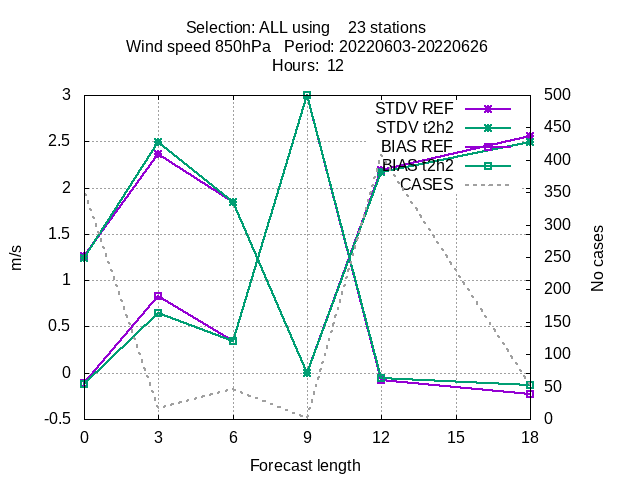 Selection: ALL using 23 stations
Wind speed 850hPa Period: 20220603-20220626
Hours: 12
3
2.5
2
1.5
1
0.5
0
-0.5
m/s
STDV REF
STDV t2h2
BIAS REF
BIAS t2h2
CASES
500
450
400
350
300
250
200
150
100
50
0
No cases
0 3 6 9 12 15 18
Forecast length